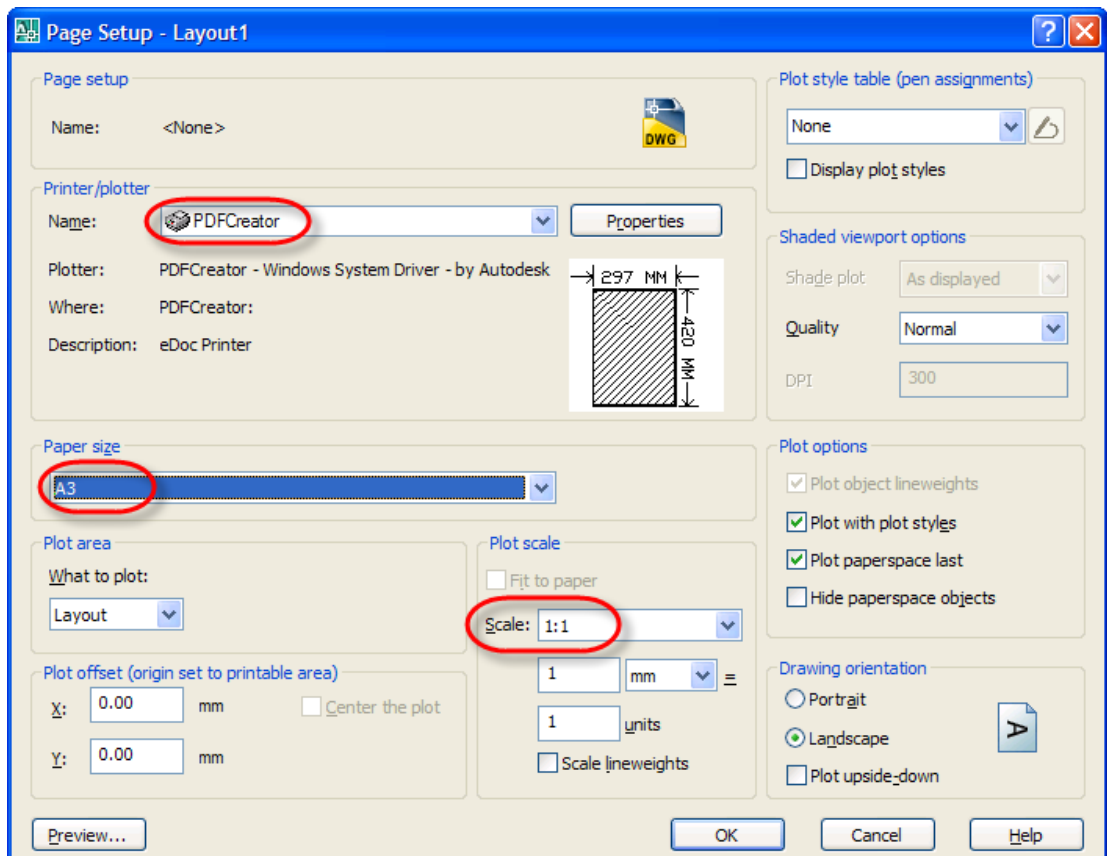 Page Setup - Layout1
Page setup
Name: <None>
DWG
Printer/plotter
Name: PDFCreator
Properties
Plotter: PDFCreator - Windows System Driver - by Autodesk
Where: PDFCreator:
Description: eDoc Printer
297 MM
420 MM
Paper size
A3
Plot area
What to plot:
Layout
Plot scale
Fit to paper
Scale: 1:1
1 mm =
1 units
Scale lineweights
Plot offset (origin set to printable area)
X: 0.00 mm
Center the plot
Y: 0.00 mm
Plot style table (pen assignments)
None
Display plot styles
Shaded viewport options
Shade plot As displayed
Quality Normal
DPI 300
Plot options
Plot object lineweights
Plot with plot styles
Plot paperspace last
Hide paperspace objects
Drawing orientation
Portrait
Landscape
A
Plot upside-down
Preview...
OK
Cancel
Help